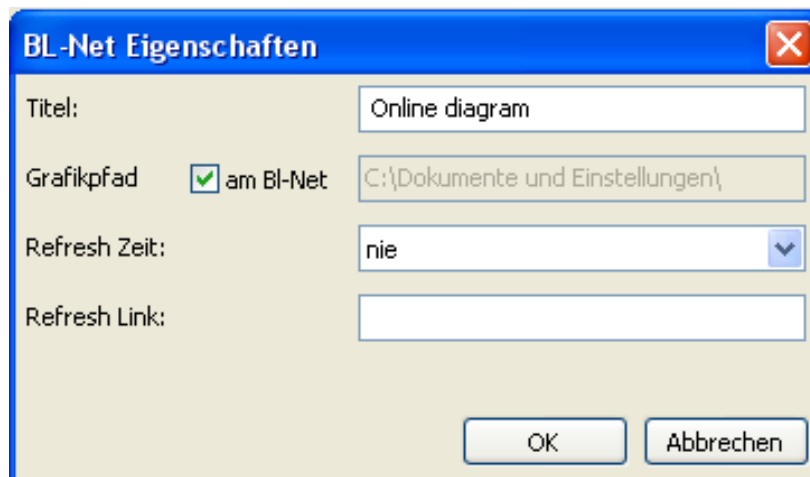 BL-Net Eigenschaften
Titel: Online diagram
Grafikpfad am Bl-Net C:\Dokumente und Einstellungen\
Refresh Zeit: nie
Refresh Link:
OK Abbrechen